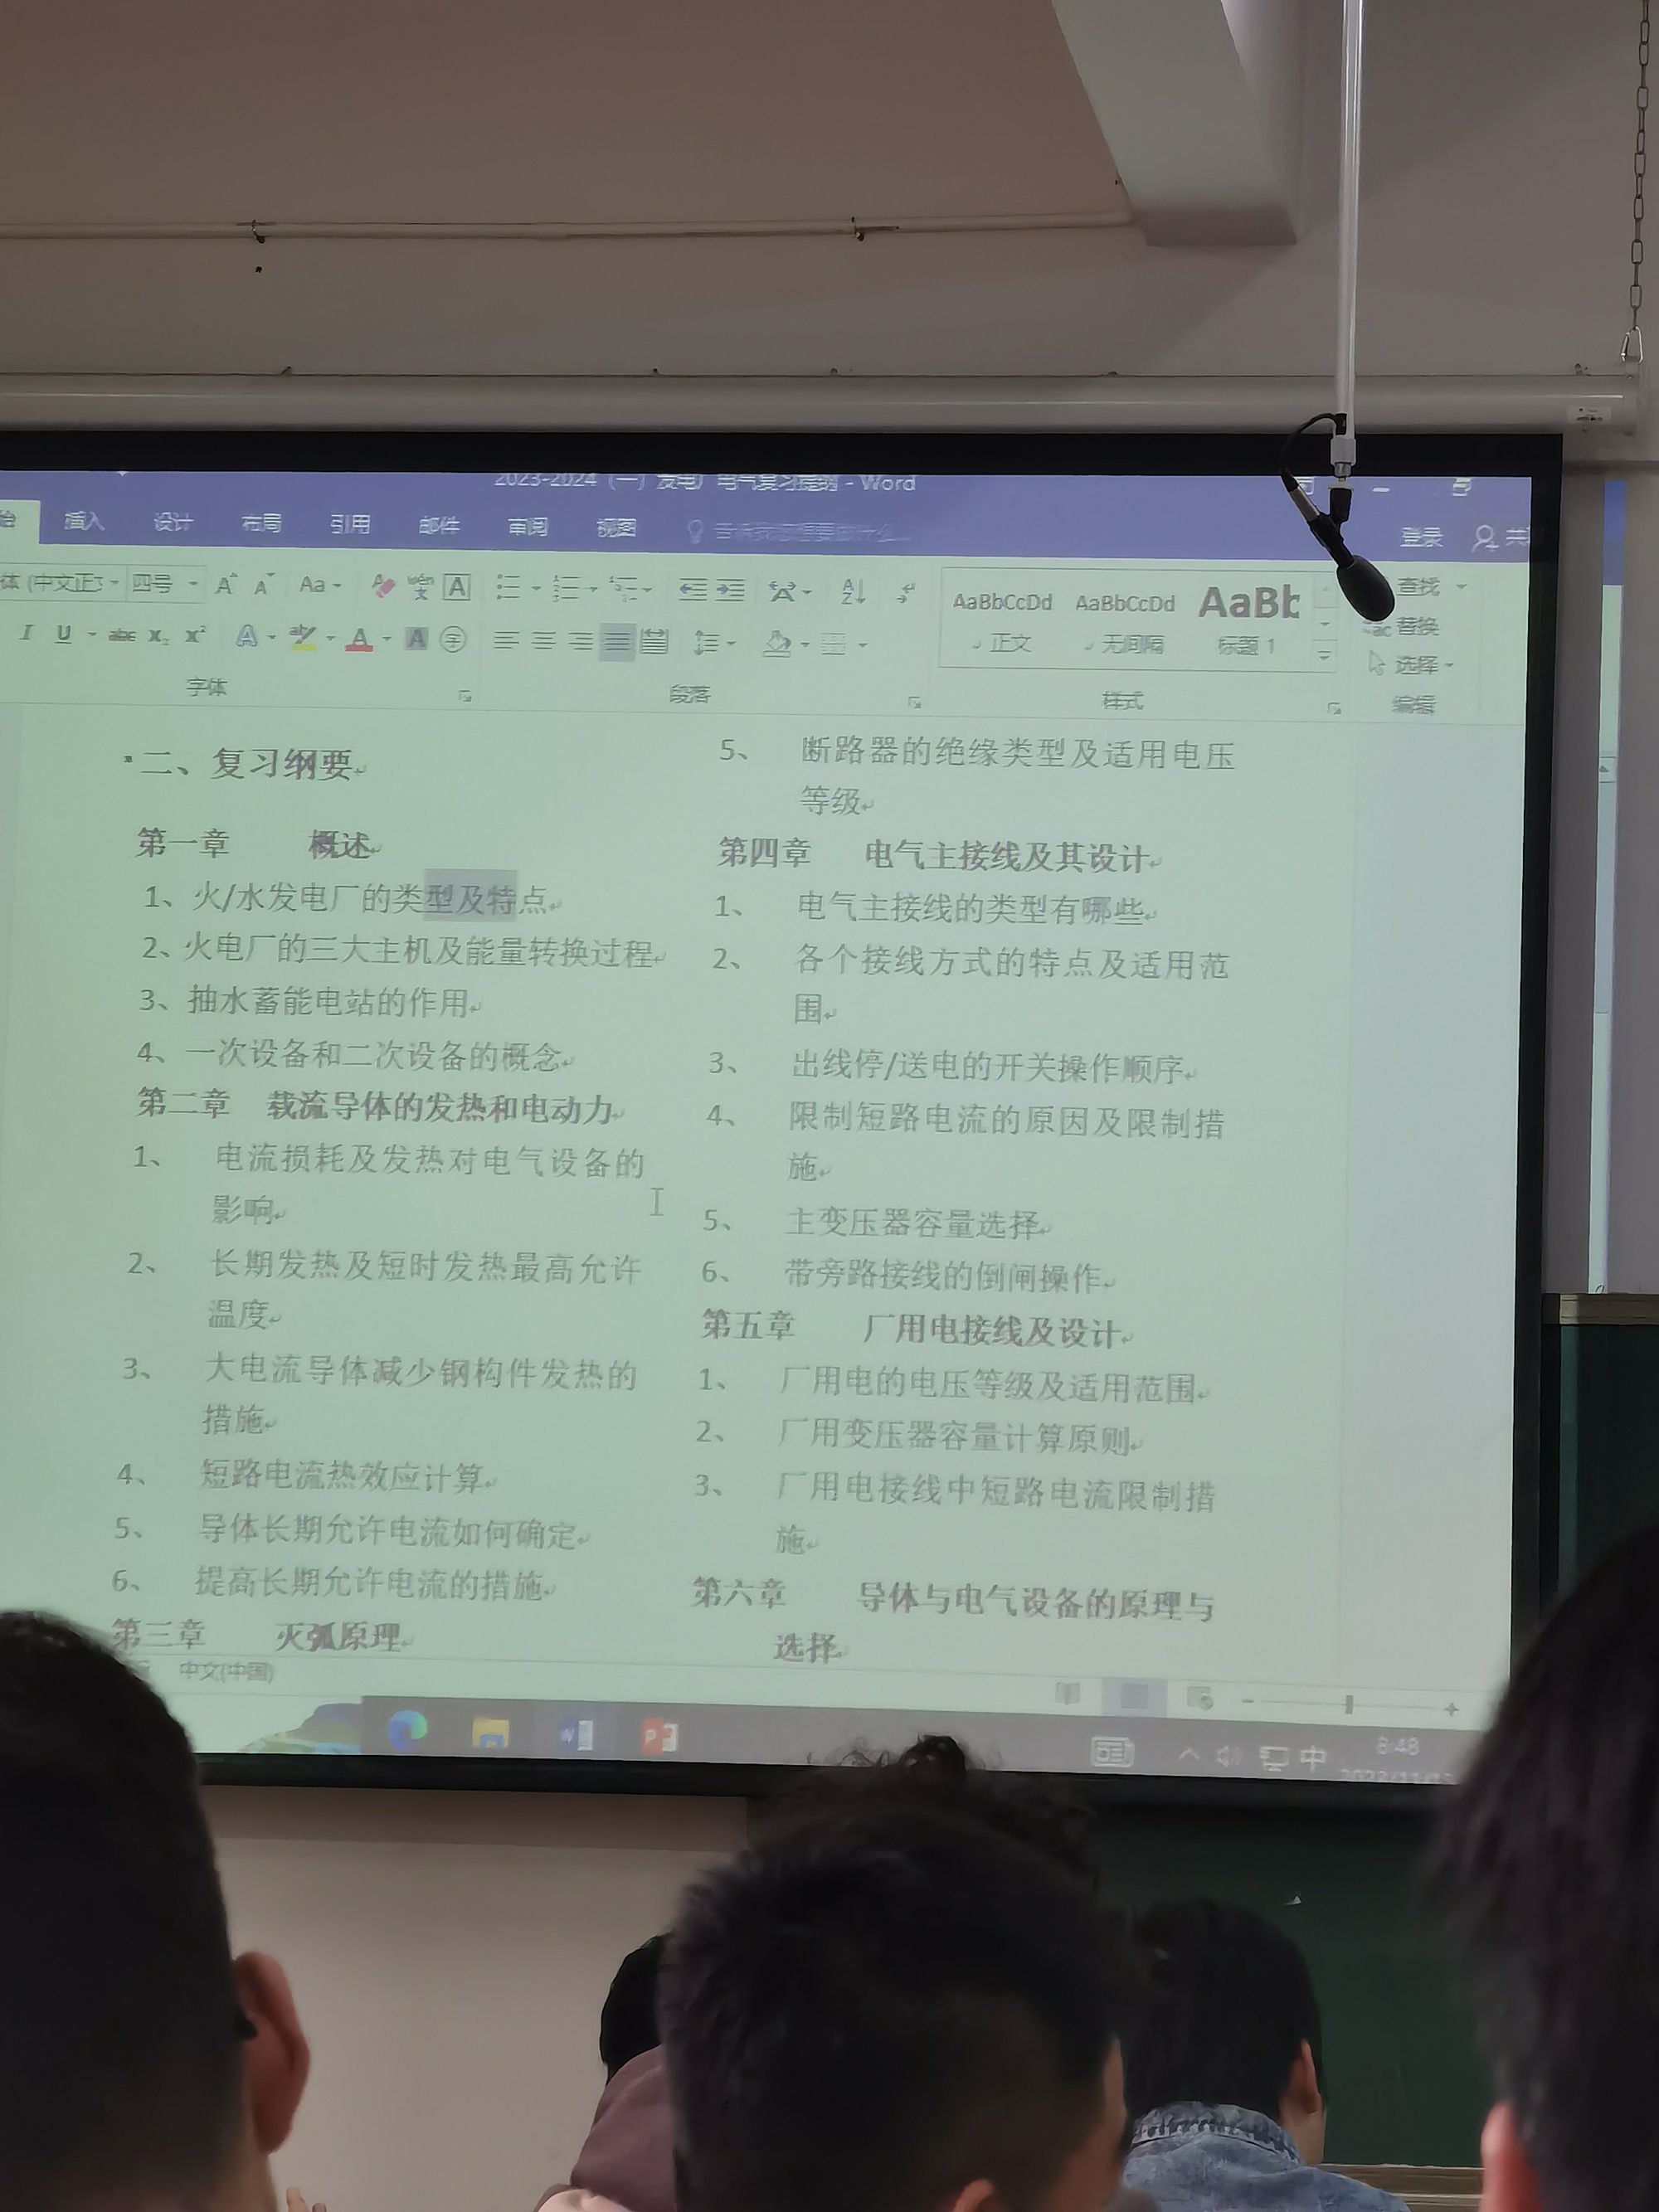 2023-2024（一）发电厂电气复习提纲 - Word
插入 设计 布局 引用 邮件 审阅 视图 告诉我您想要做什么... 登录
四号 Aa A
I U abc x₂ x² A A A 字
字体
段落
AaBbCcDd AaBbCcDd AaBb
正文 无间隔 标题 1
样式
查找
替换
选择
编辑
二、复习纲要
第一章 概述
1、火/水发电厂的类型及特点
2、火电厂的三大主机及能量转换过程
3、抽水蓄能电站的作用
4、一次设备和二次设备的概念
第二章 载流导体的发热和电动力
1、 电流损耗及发热对电气设备的
影响
2、 长期发热及短时发热最高允许
温度
3、 大电流导体减少钢构件发热的
措施
4、 短路电流热效应计算
5、 导体长期允许电流如何确定
6、 提高长期允许电流的措施
第三章 灭弧原理
5、 断路器的绝缘类型及适用电压
等级
第四章 电气主接线及其设计
1、 电气主接线的类型有哪些
2、 各个接线方式的特点及适用范
围
3、 出线停/送电的开关操作顺序
4、 限制短路电流的原因及限制措
施
5、 主变压器容量选择
6、 带旁路接线的倒闸操作
第五章 厂用电接线及设计
1、 厂用电的电压等级及适用范围
2、 厂用变压器容量计算原则
3、 厂用电接线中短路电流限制措
施
第六章 导体与电气设备的原理与
选择
中文(中国)
中
8:48